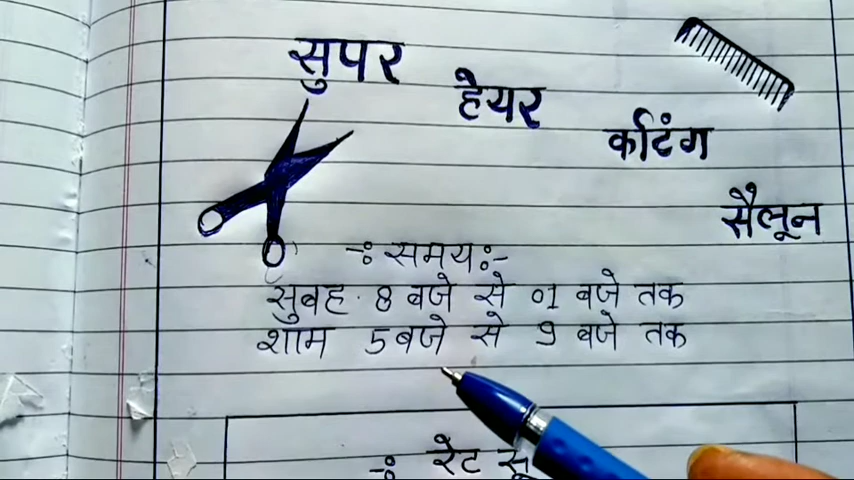 सुपर
हेयर
कटिंग
सैलून
-ः समय ः-
सुबह 8 बजे से 01 बजे तक
शाम 5 बजे से 9 बजे तक
-ः रेट